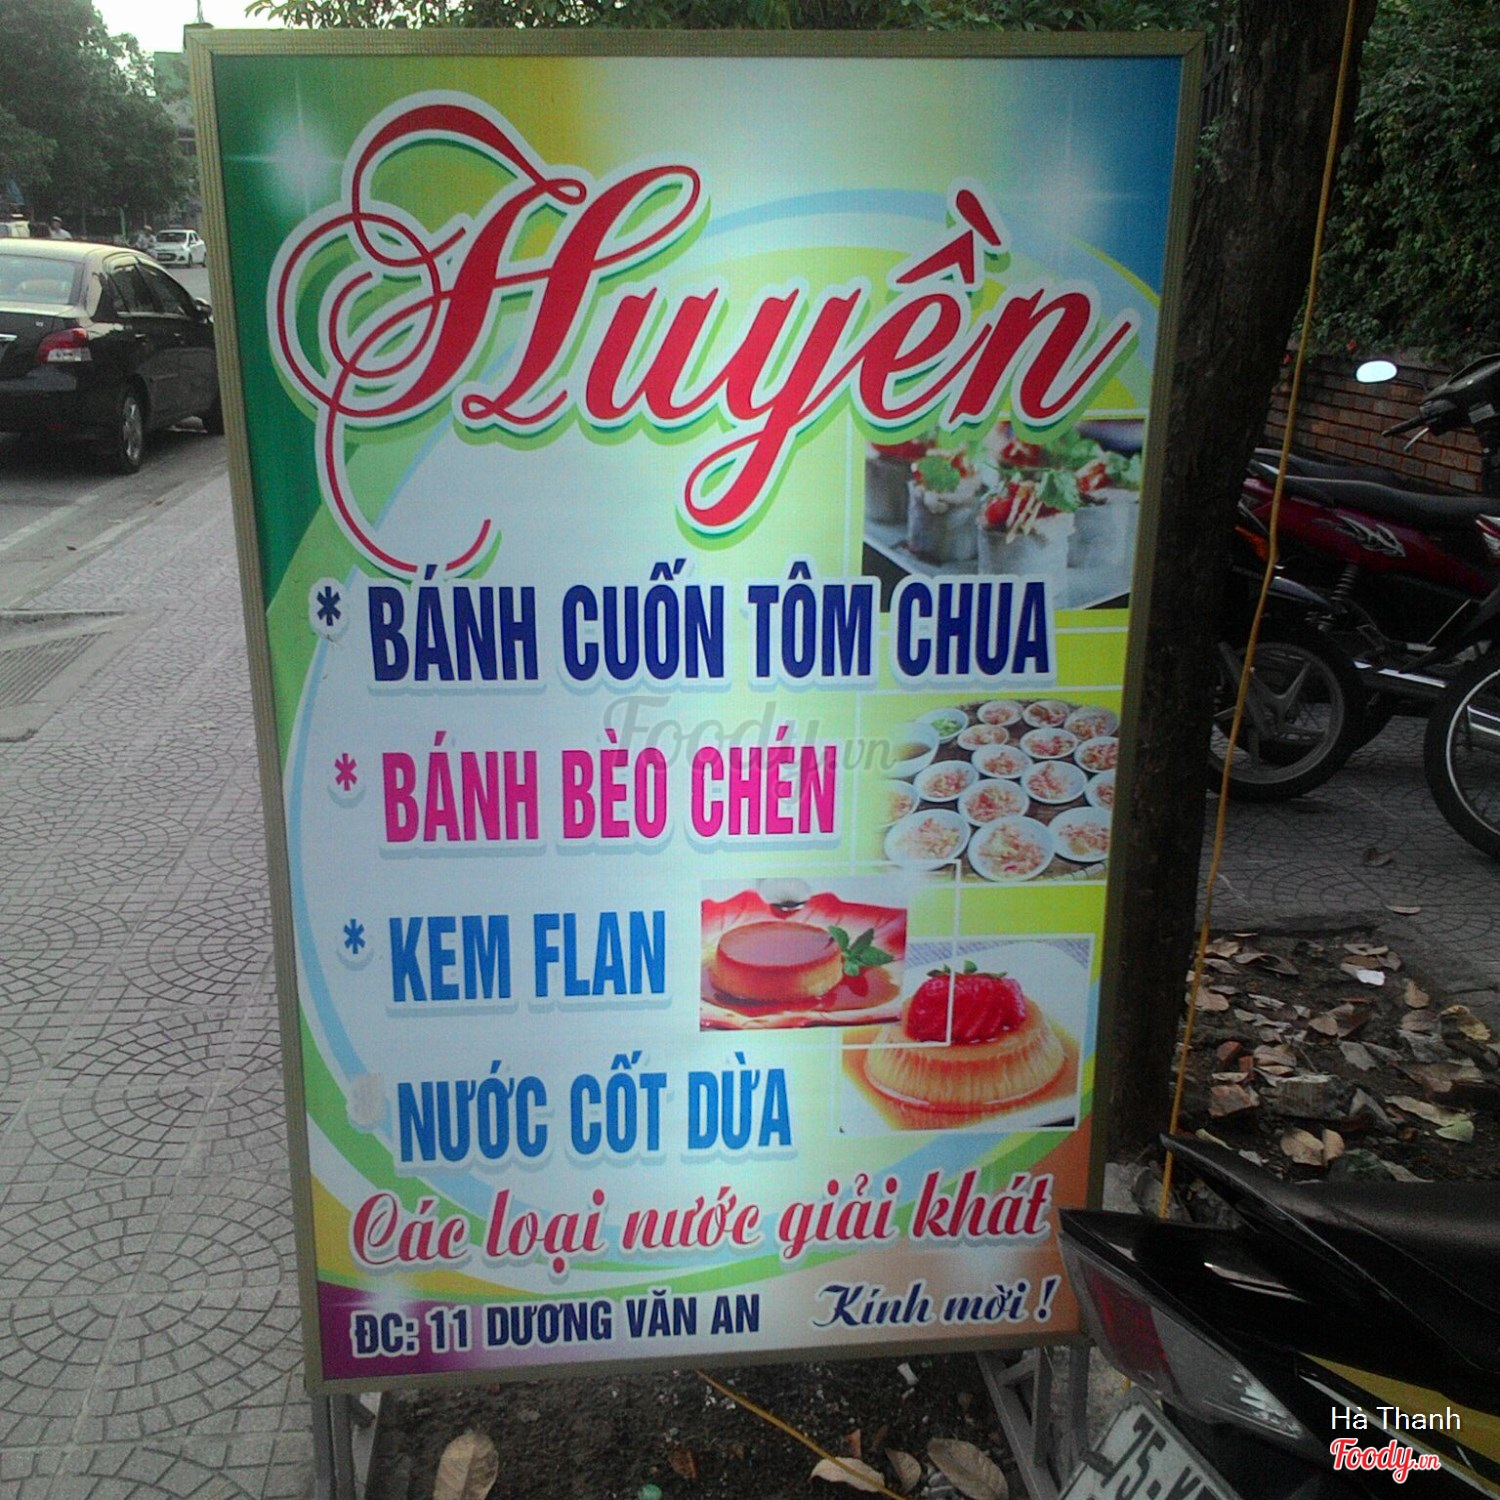 Huyền
* BÁNH CUỐN TÔM CHUA
* BÁNH BÈO CHÉN
* KEM FLAN
NƯỚC CỐT DỪA
Các loại nước giải khát
ĐC: 11 DƯƠNG VĂN AN
Kính mời !
Foody.vn
Hà Thanh
Foody.vn